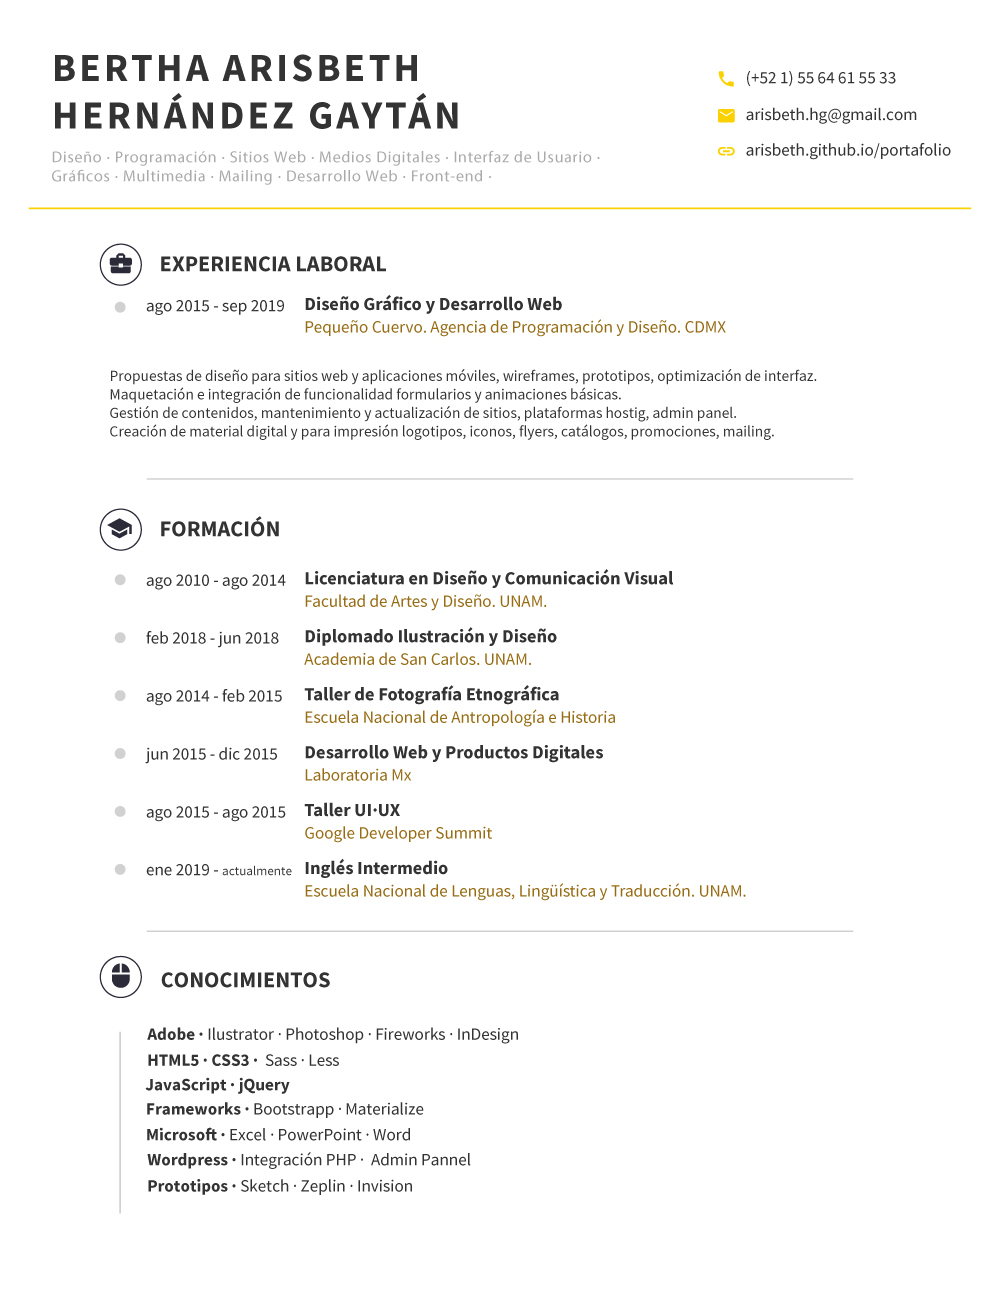 BERTHA ARISBETH
HERNÁNDEZ GAYTÁN
Diseño · Programación · Sitios Web · Medios Digitales · Interfaz de Usuario ·
Gráficos · Multimedia · Mailing · Desarrollo Web · Front-end ·
(+52 1) 55 64 61 55 33
arisbeth.hg@gmail.com
arisbeth.github.io/portafolio
EXPERIENCIA LABORAL
ago 2015 - sep 2019 Diseño Gráfico y Desarrollo Web
Pequeño Cuervo. Agencia de Programación y Diseño. CDMX
Propuestas de diseño para sitios web y aplicaciones móviles, wireframes, prototipos, optimización de interfaz.
Maquetación e integración de funcionalidad formularios y animaciones básicas.
Gestión de contenidos, mantenimiento y actualización de sitios, plataformas hostig, admin panel.
Creación de material digital y para impresión logotipos, iconos, flyers, catálogos, promociones, mailing.
FORMACIÓN
ago 2010 - ago 2014 Licenciatura en Diseño y Comunicación Visual
Facultad de Artes y Diseño. UNAM.
feb 2018 - jun 2018 Diplomado Ilustración y Diseño
Academia de San Carlos. UNAM.
ago 2014 - feb 2015 Taller de Fotografía Etnográfica
Escuela Nacional de Antropología e Historia
jun 2015 - dic 2015 Desarrollo Web y Productos Digitales
Laboratoria Mx
ago 2015 - ago 2015 Taller UI·UX
Google Developer Summit
ene 2019 - actualmente Inglés Intermedio
Escuela Nacional de Lenguas, Lingüística y Traducción. UNAM.
CONOCIMIENTOS
Adobe · Ilustrator · Photoshop · Fireworks · InDesign
HTML5 · CSS3 · Sass · Less
JavaScript · jQuery
Frameworks · Bootstrapp · Materialize
Microsoft · Excel · PowerPoint · Word
Wordpress · Integración PHP · Admin Pannel
Prototipos · Sketch · Zeplin · Invision